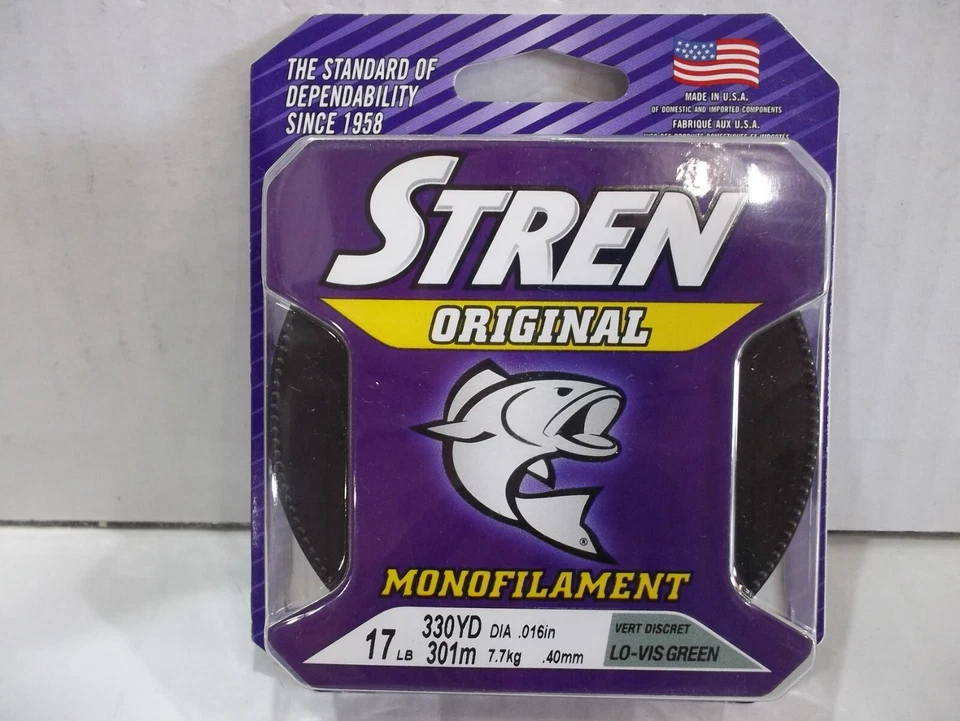 THE STANDARD OF
DEPENDABILITY
SINCE 1958
MADE IN U.S.A.
OF DOMESTIC AND IMPORTED COMPONENTS
FABRIQUÉ AUX U.S.A.
STREN
ORIGINAL
®
MONOFILAMENT
17 LB
330YD DIA .016in
301m 7.7kg .40mm
VERT DISCRET
LO-VIS GREEN